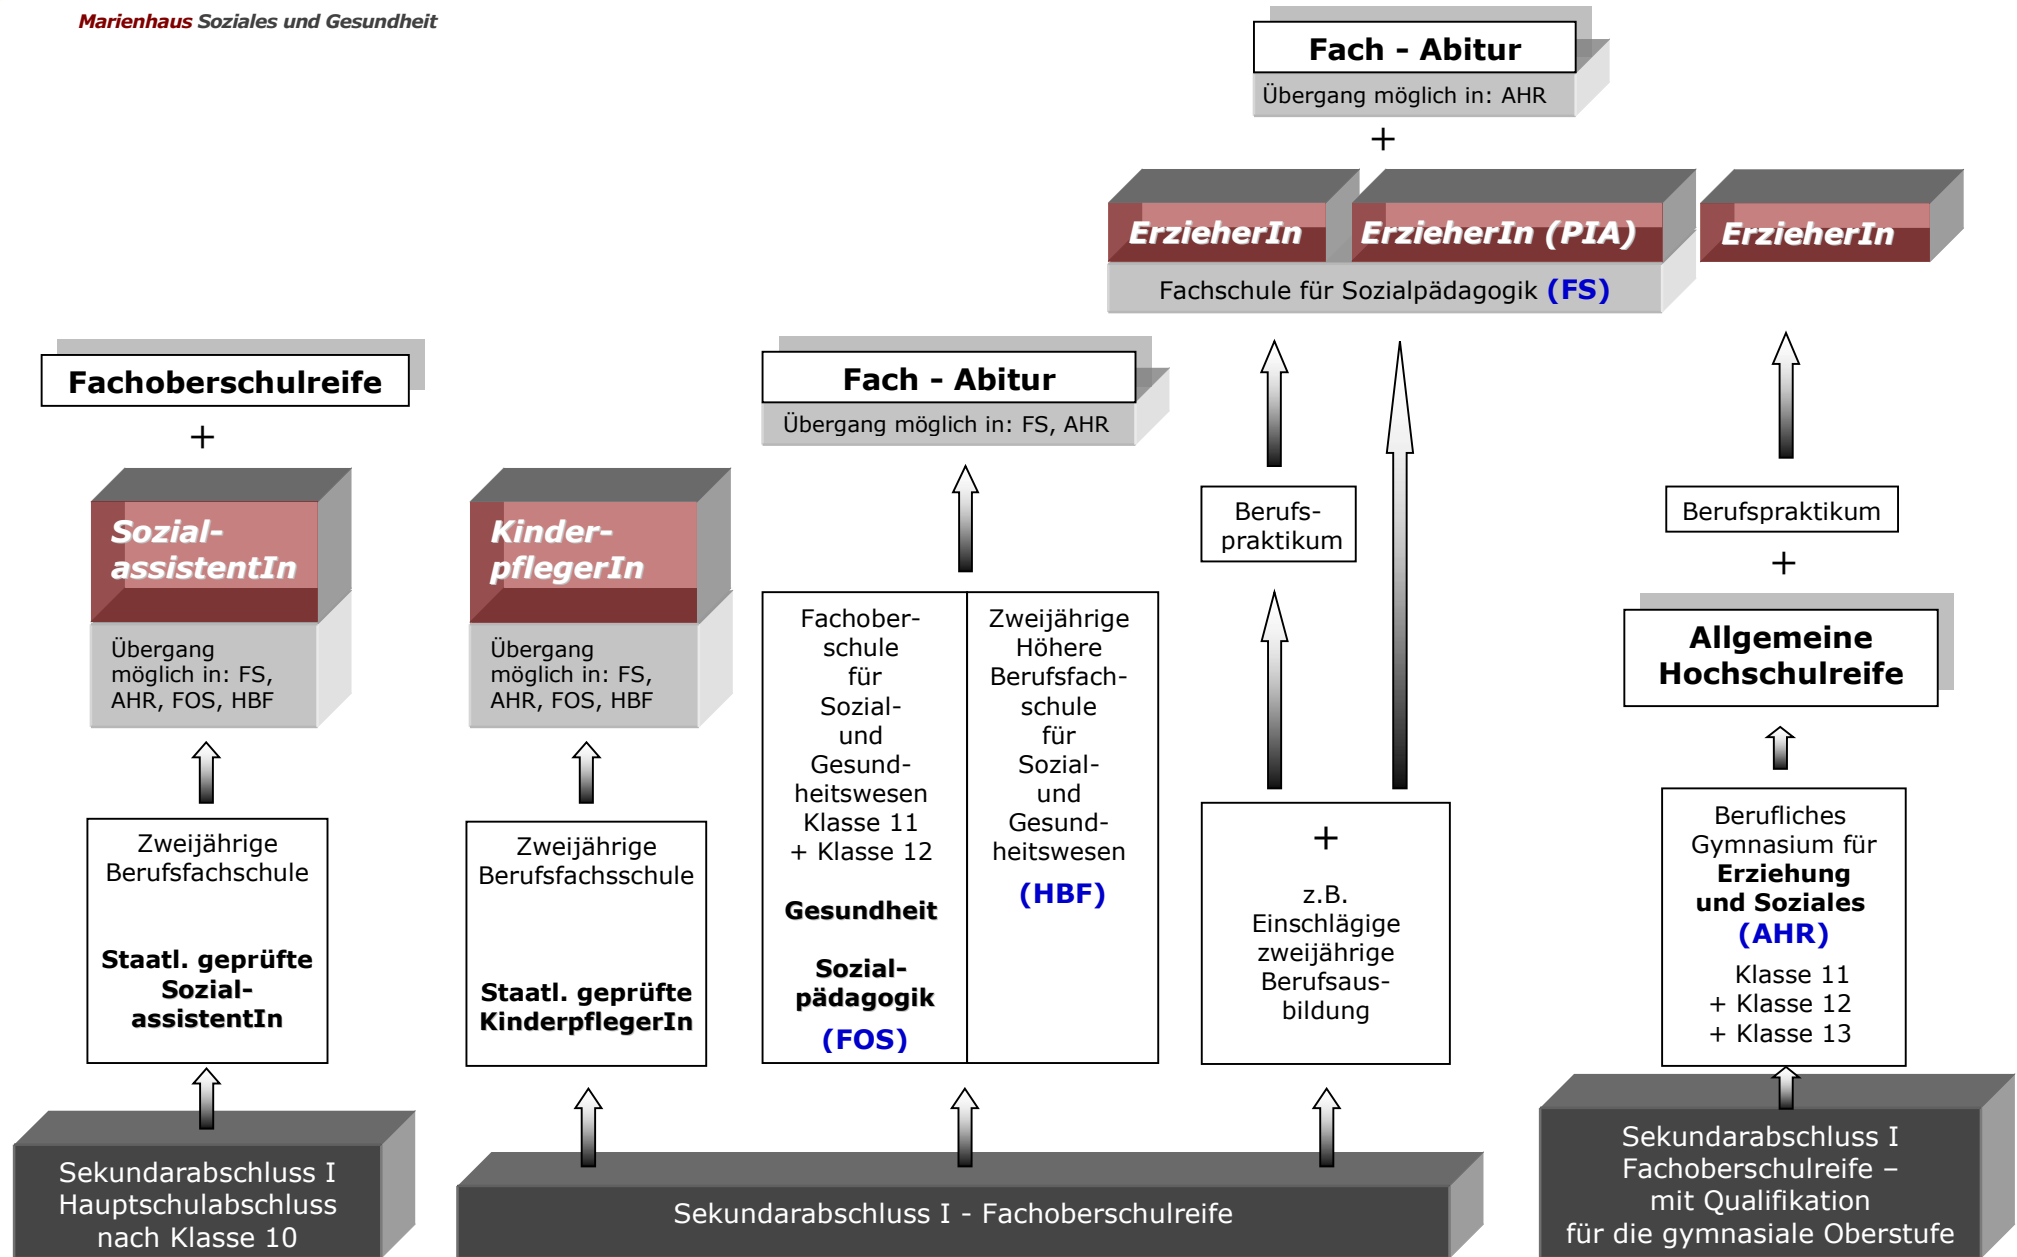 Marienhaus Soziales und Gesundheit
Fach - Abitur
Übergang möglich in: AHR
+
ErzieherIn
ErzieherIn (PIA)
ErzieherIn
Fachschule für Sozialpädagogik (FS)
Fachoberschulreife
+
Sozial-
assistentIn
Übergang
möglich in: FS,
AHR, FOS, HBF
Zweijährige
Berufsfachschule
Staatl. geprüfte
Sozial-
assistentIn
Sekundarabschluss I
Hauptschulabschluss
nach Klasse 10
Kinder-
pflegerIn
Übergang
möglich in: FS,
AHR, FOS, HBF
Zweijährige
Berufsfachsschule
Staatl. geprüfte
KinderpflegerIn
Fach - Abitur
Übergang möglich in: FS, AHR
Fachober-
schule
für
Sozial-
und
Gesund-
heitswesen
Klasse 11
+ Klasse 12
Gesundheit
Sozial-
pädagogik
(FOS)
Zweijährige
Höhere
Berufsfach-
schule
für
Sozial-
und
Gesund-
heitswesen
(HBF)
Berufs-
praktikum
+
z.B.
Einschlägige
zweijährige
Berufsaus-
bildung
Sekundarabschluss I - Fachoberschulreife
Berufspraktikum
+
Allgemeine
Hochschulreife
Berufliches
Gymnasium für
Erziehung
und Soziales
(AHR)
Klasse 11
+ Klasse 12
+ Klasse 13
Sekundarabschluss I
Fachoberschulreife –
mit Qualifikation
für die gymnasiale Oberstufe